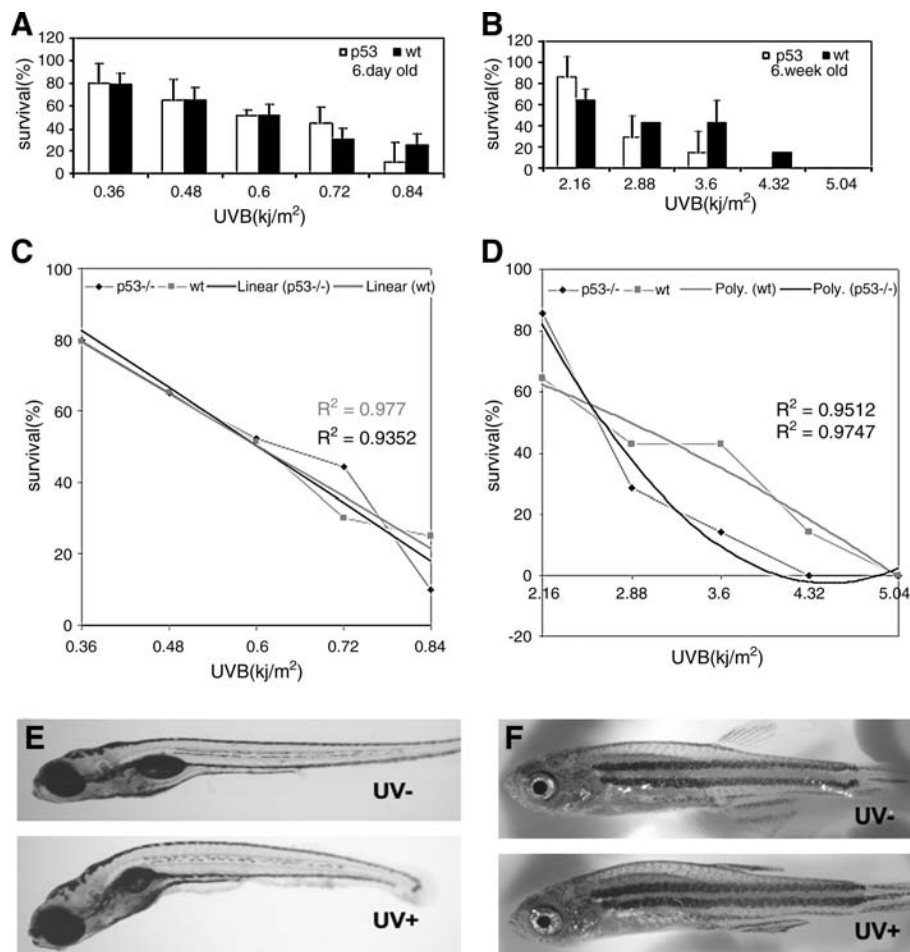 A
120
100
80
60
40
20
0
survival(%)
p53 wt
6.day old
0.36 0.48 0.6 0.72 0.84
UVB(kj/m²)
B
120
100
80
60
40
20
0
survival(%)
p53 wt
6.week old
2.16 2.88 3.6 4.32 5.04
UVB(kj/m²)
C
100
80
60
40
20
0
survival(%)
p53-/- wt Linear (p53-/-) Linear (wt)
R² = 0.977
R² = 0.9352
0.36 0.48 0.6 0.72 0.84
UVB(kj/m²)
D
100
80
60
40
20
0
-20
survival(%)
p53-/- wt Poly. (wt) Poly. (p53-/-)
R² = 0.9512
R² = 0.9747
2.16 2.88 3.6 4.32 5.04
UVB(kj/m²)
E
UV-
UV+
F
UV-
UV+